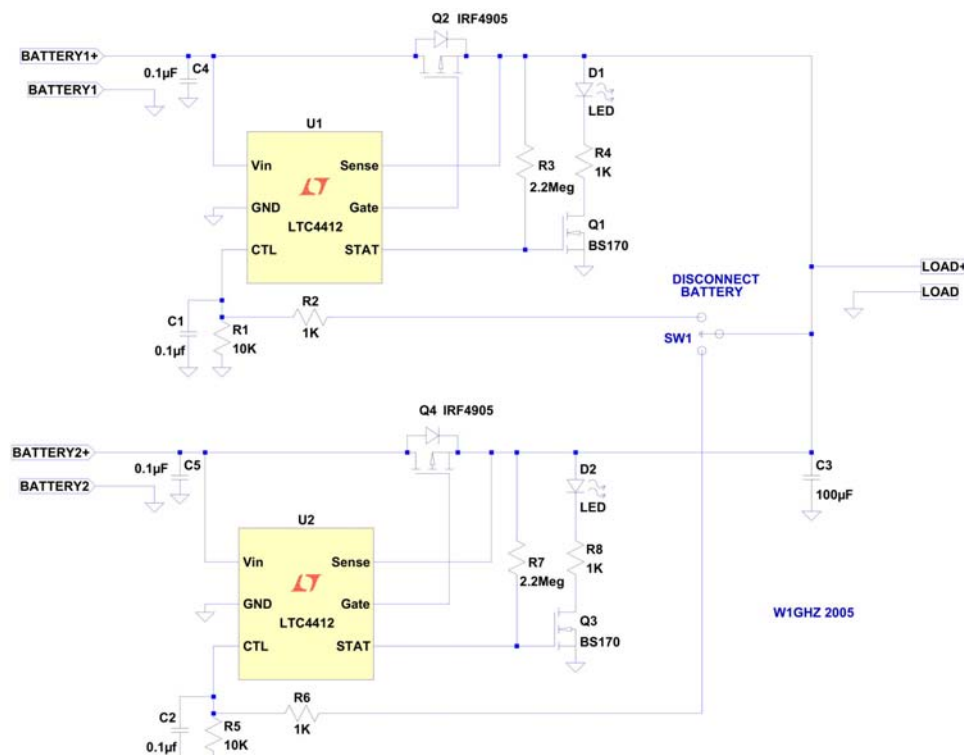 Q2 IRF4905
BATTERY1+
0.1µF
C4
BATTERY1
D1
LED
U1
Vin
Sense
GND
Gate
LTC4412
CTL
STAT
R3
2.2Meg
R4
1K
Q1
BS170
DISCONNECT
BATTERY
LOAD+
LOAD
R2
1K
C1
0.1µf
R1
10K
SW1
Q4 IRF4905
BATTERY2+
0.1µF
C5
BATTERY2
D2
LED
C3
100µF
U2
Vin
Sense
GND
Gate
LTC4412
CTL
STAT
R7
2.2Meg
R8
1K
Q3
BS170
W1GHZ 2005
R6
1K
C2
0.1µf
R5
10K